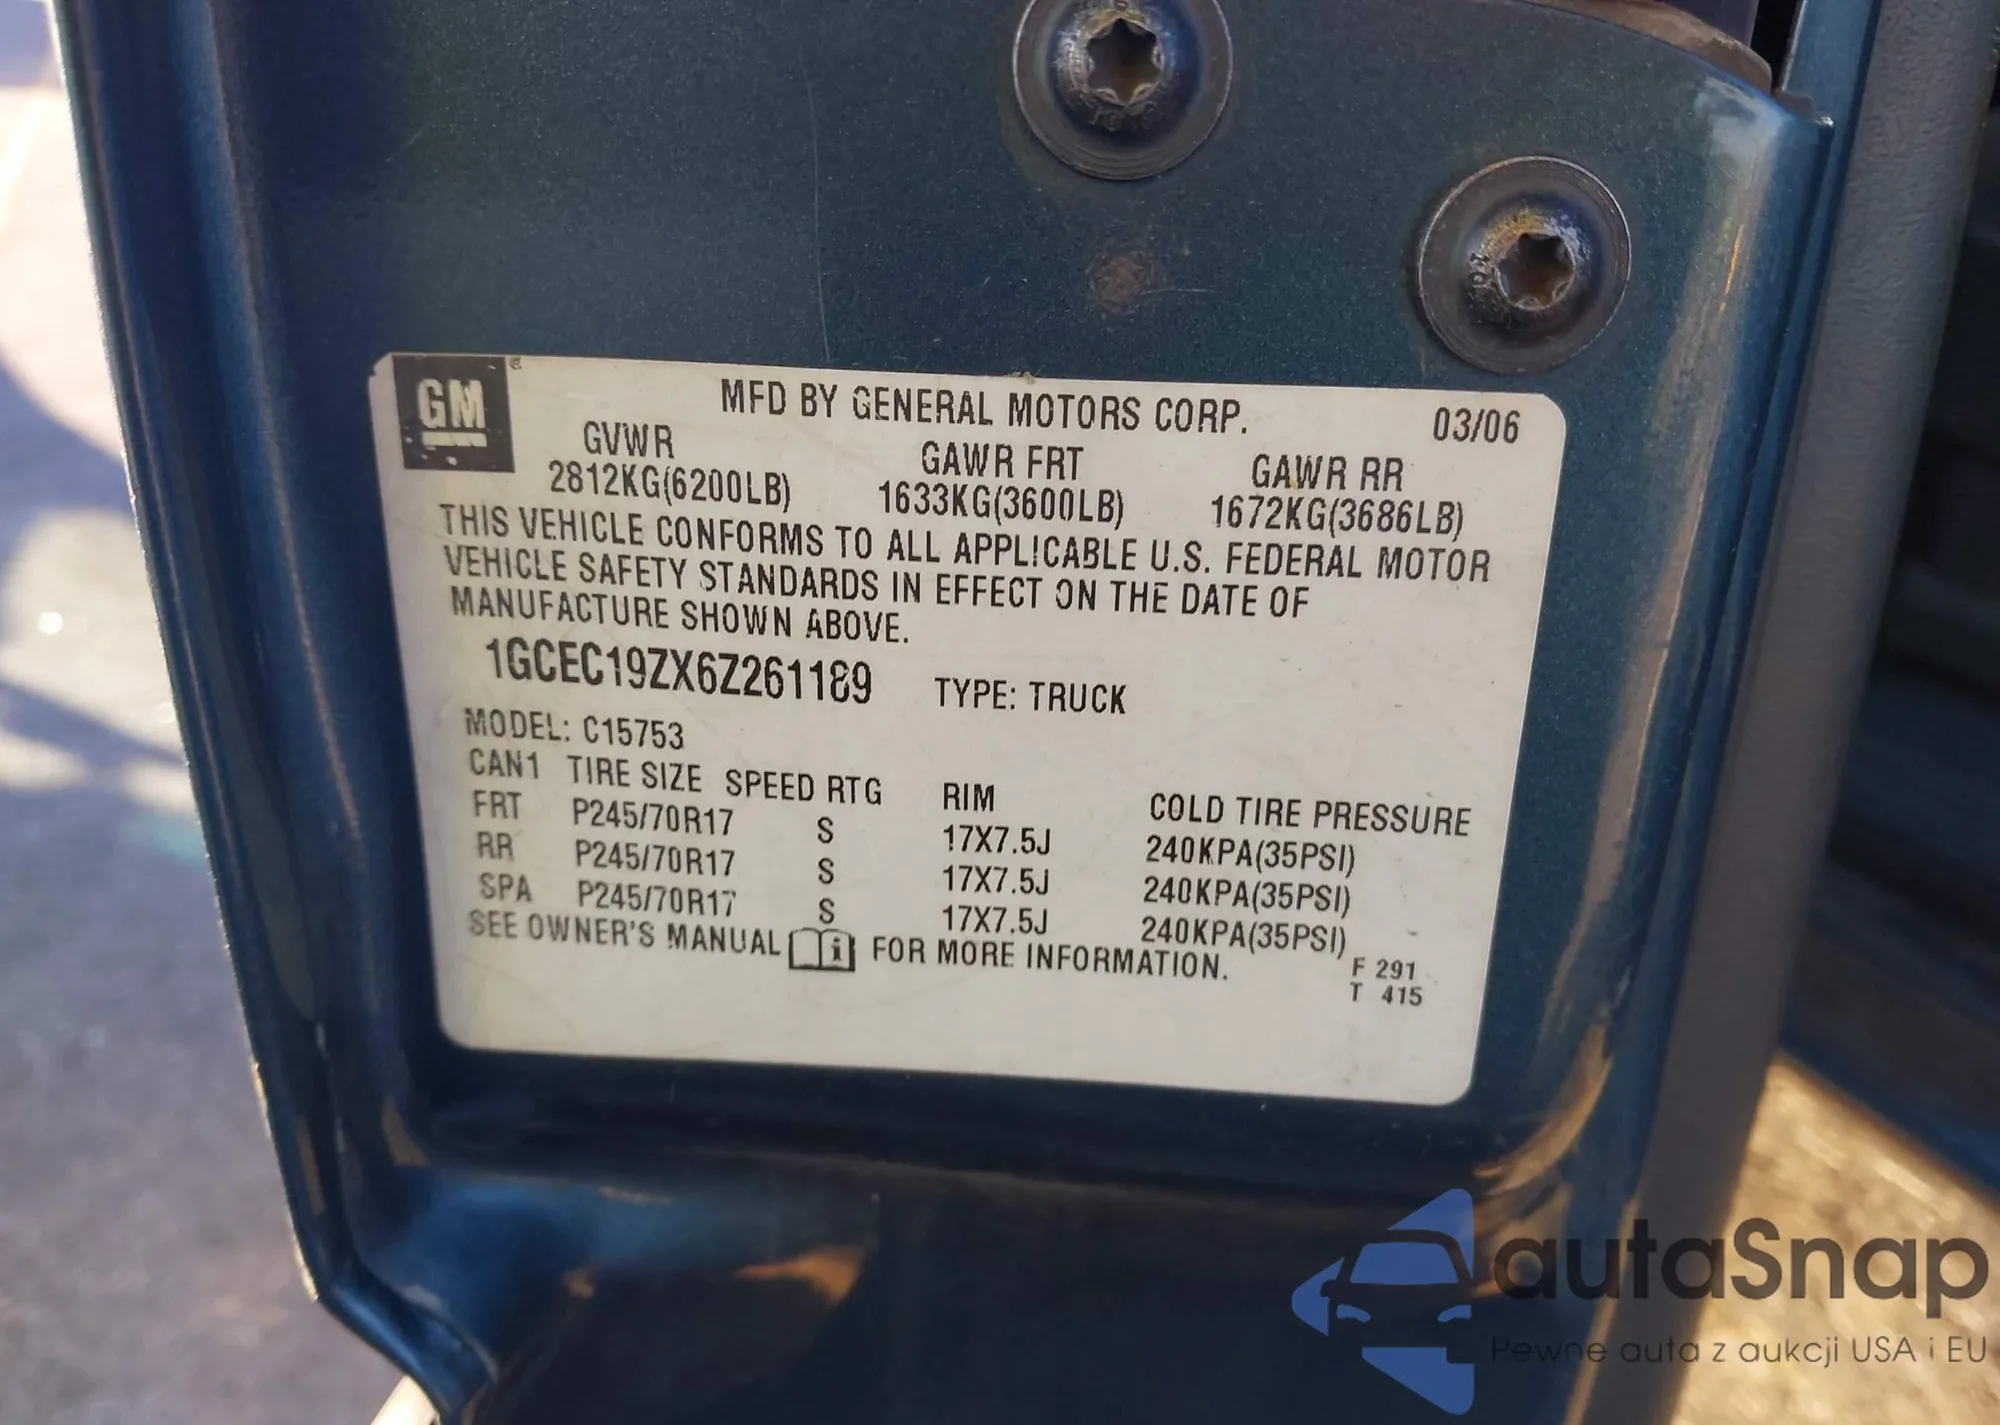 GM
MFD BY GENERAL MOTORS CORP. 03/06
GVWR GAWR FRT GAWR RR
2812KG(6200LB) 1633KG(3600LB) 1672KG(3686LB)
THIS VEHICLE CONFORMS TO ALL APPLICABLE U.S. FEDERAL MOTOR
VEHICLE SAFETY STANDARDS IN EFFECT ON THE DATE OF
MANUFACTURE SHOWN ABOVE.
1GCEC19ZX6Z261189 TYPE: TRUCK
MODEL: C15753
CAN1 TIRE SIZE SPEED RTG RIM COLD TIRE PRESSURE
FRT P245/70R17 S 17X7.5J 240KPA(35PSI)
RR P245/70R17 S 17X7.5J 240KPA(35PSI)
SPA P245/70R17 S 17X7.5J 240KPA(35PSI)
SEE OWNER'S MANUAL FOR MORE INFORMATION.
F 291
T 415
autaSnap
Pewne auta z aukcji USA i EU